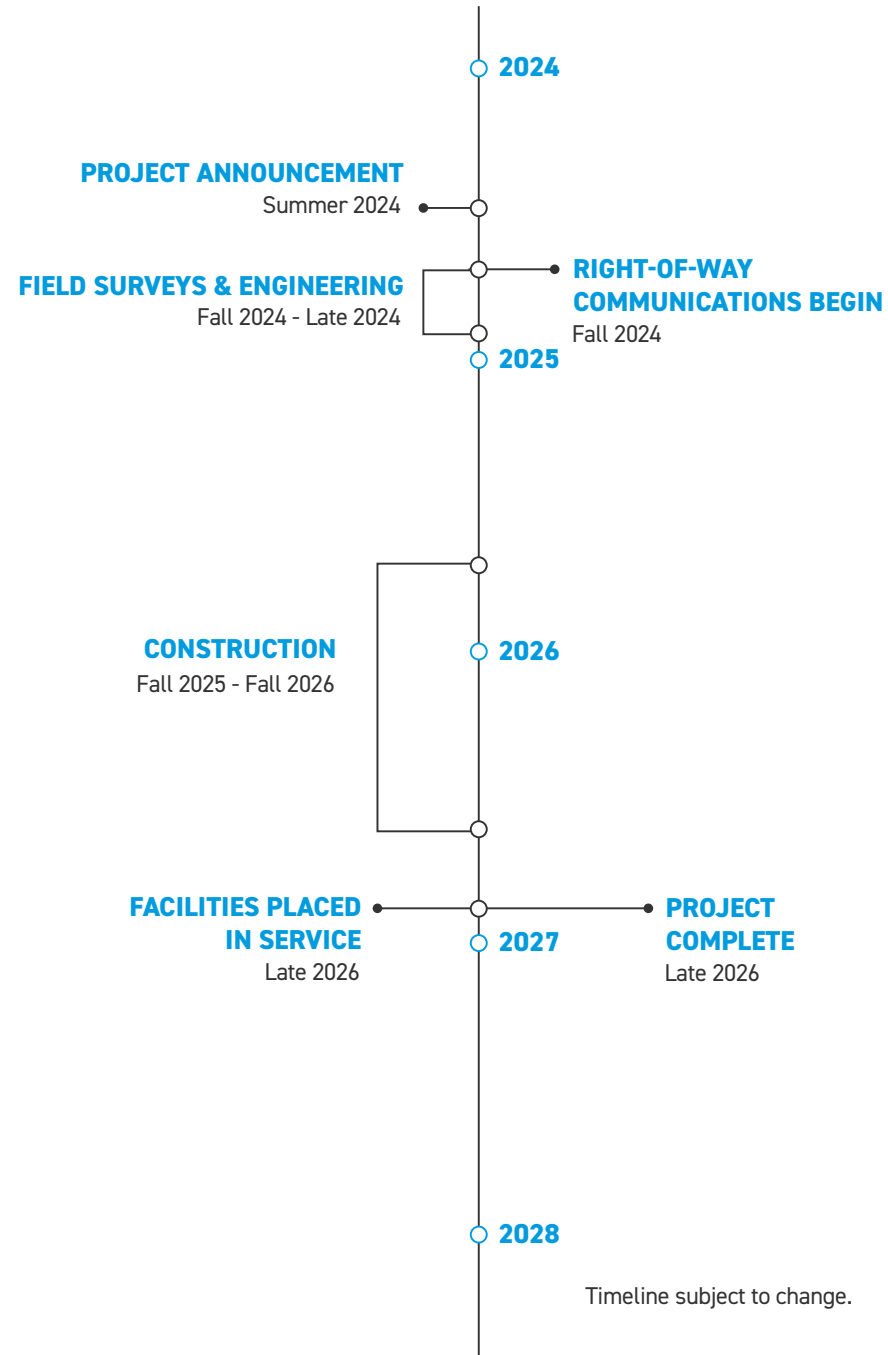 2024
PROJECT ANNOUNCEMENT
Summer 2024
FIELD SURVEYS & ENGINEERING
Fall 2024 - Late 2024
RIGHT-OF-WAY
COMMUNICATIONS BEGIN
Fall 2024
2025
CONSTRUCTION
Fall 2025 - Fall 2026
2026
FACILITIES PLACED
IN SERVICE
Late 2026
PROJECT
COMPLETE
Late 2026
2027
2028
Timeline subject to change.